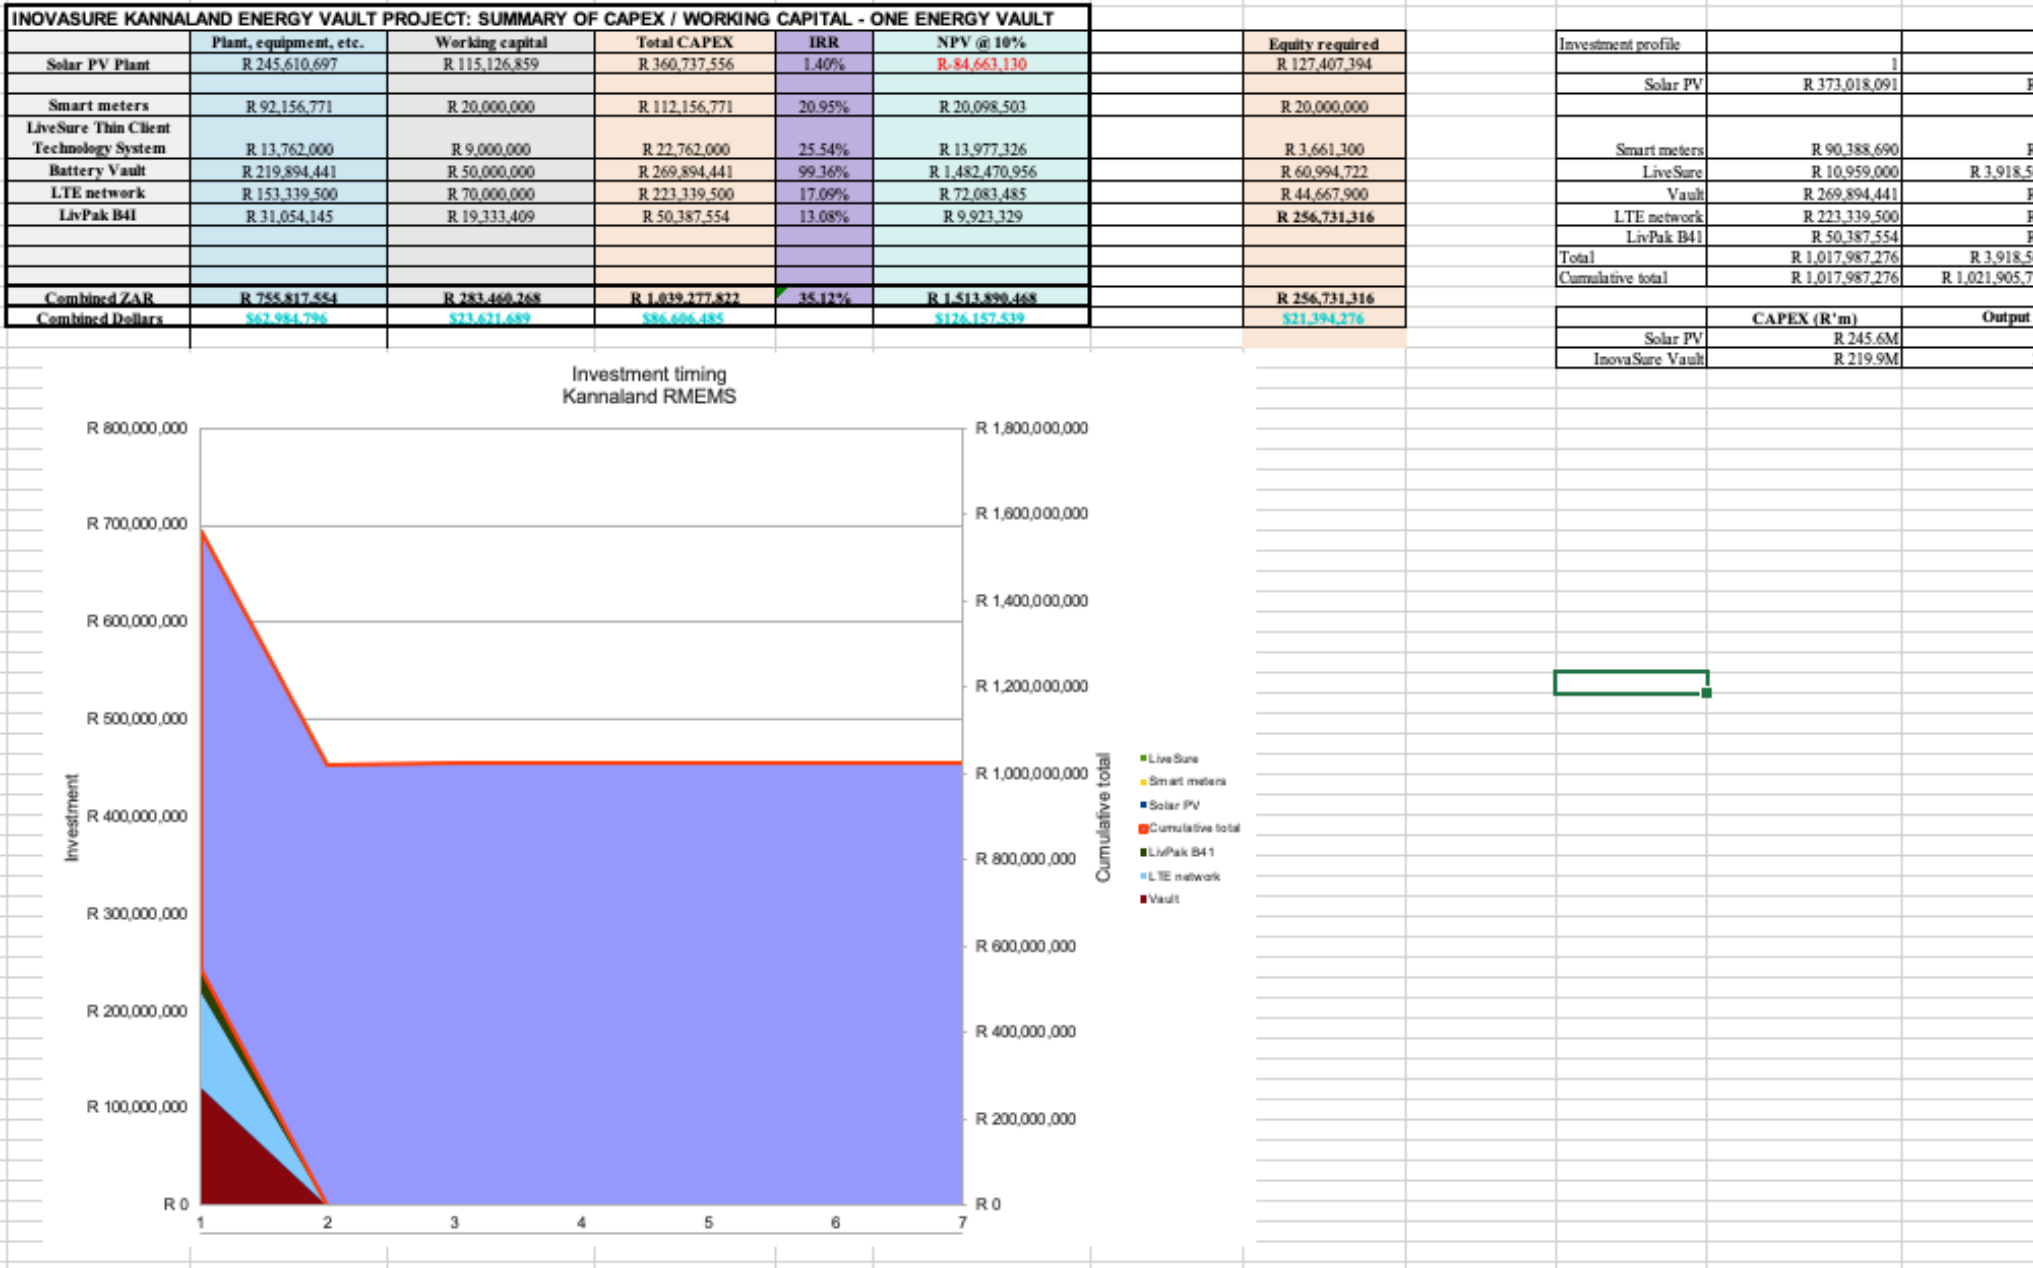 INOVASURE KANNALAND ENERGY VAULT PROJECT: SUMMARY OF CAPEX / WORKING CAPITAL - ONE ENERGY VAULT
Plant, equipment, etc. Working capital Total CAPEX IRR NPV @ 10% Equity required
Solar PV Plant R 245,610,697 R 115,126,859 R 360,737,556 1.40% R-84,663,130 R 127,407,394
Smart meters R 92,156,771 R 20,000,000 R 112,156,771 20.95% R 20,098,503 R 20,000,000
LiveSure Thin Client
Technology System R 13,762,000 R 9,000,000 R 22,762,000 25.54% R 13,977,326 R 3,661,300
Battery Vault R 219,894,441 R 50,000,000 R 269,894,441 99.36% R 1,482,470,956 R 60,994,722
LTE network R 153,339,500 R 70,000,000 R 223,339,500 17.09% R 72,083,485 R 44,667,900
LivPak B4I R 31,054,145 R 19,333,409 R 50,387,554 13.08% R 9,923,329 R 256,731,316
Combined ZAR R 755,817,554 R 283,460,268 R 1,039,277,822 35.12% R 1,513,890,468 R 256,731,316
Combined Dollars $62,984,796 $23,621,689 $86,606,485 $126,157,539 $21,394,276
Investment profile
1
Solar PV R 373,018,091 R
Smart meters R 90,388,690 R
LiveSure R 10,959,000 R 3,918,5
Vault R 269,894,441 R
LTE network R 223,339,500 R
LivPak B41 R 50,387,554 R
Total R 1,017,987,276 R 3,918,5
Cumulative total R 1,017,987,276 R 1,021,905,7
CAPEX (R'm) Output
Solar PV R 245.6M
InovaSure Vault R 219.9M
Investment timing
Kannaland RMEMS
R 800,000,000
R 700,000,000
R 600,000,000
R 500,000,000
R 400,000,000
R 300,000,000
R 200,000,000
R 100,000,000
R 0
Investment
1 2 3 4 5 6 7
R 1,800,000,000
R 1,600,000,000
R 1,400,000,000
R 1,200,000,000
R 1,000,000,000
R 800,000,000
R 600,000,000
R 400,000,000
R 200,000,000
R 0
Cumulative total
LiveSure
Smart meters
Solar PV
Cumulative total
LivPak B41
LTE network
Vault